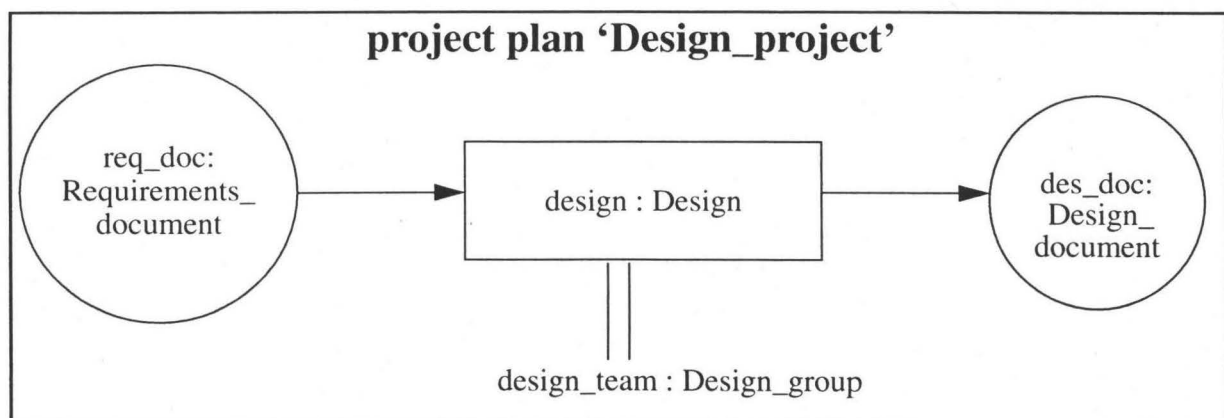 project plan ‘Design_project’
req_doc:
Requirements_
document
design : Design
des_doc:
Design_
document
design_team : Design_group